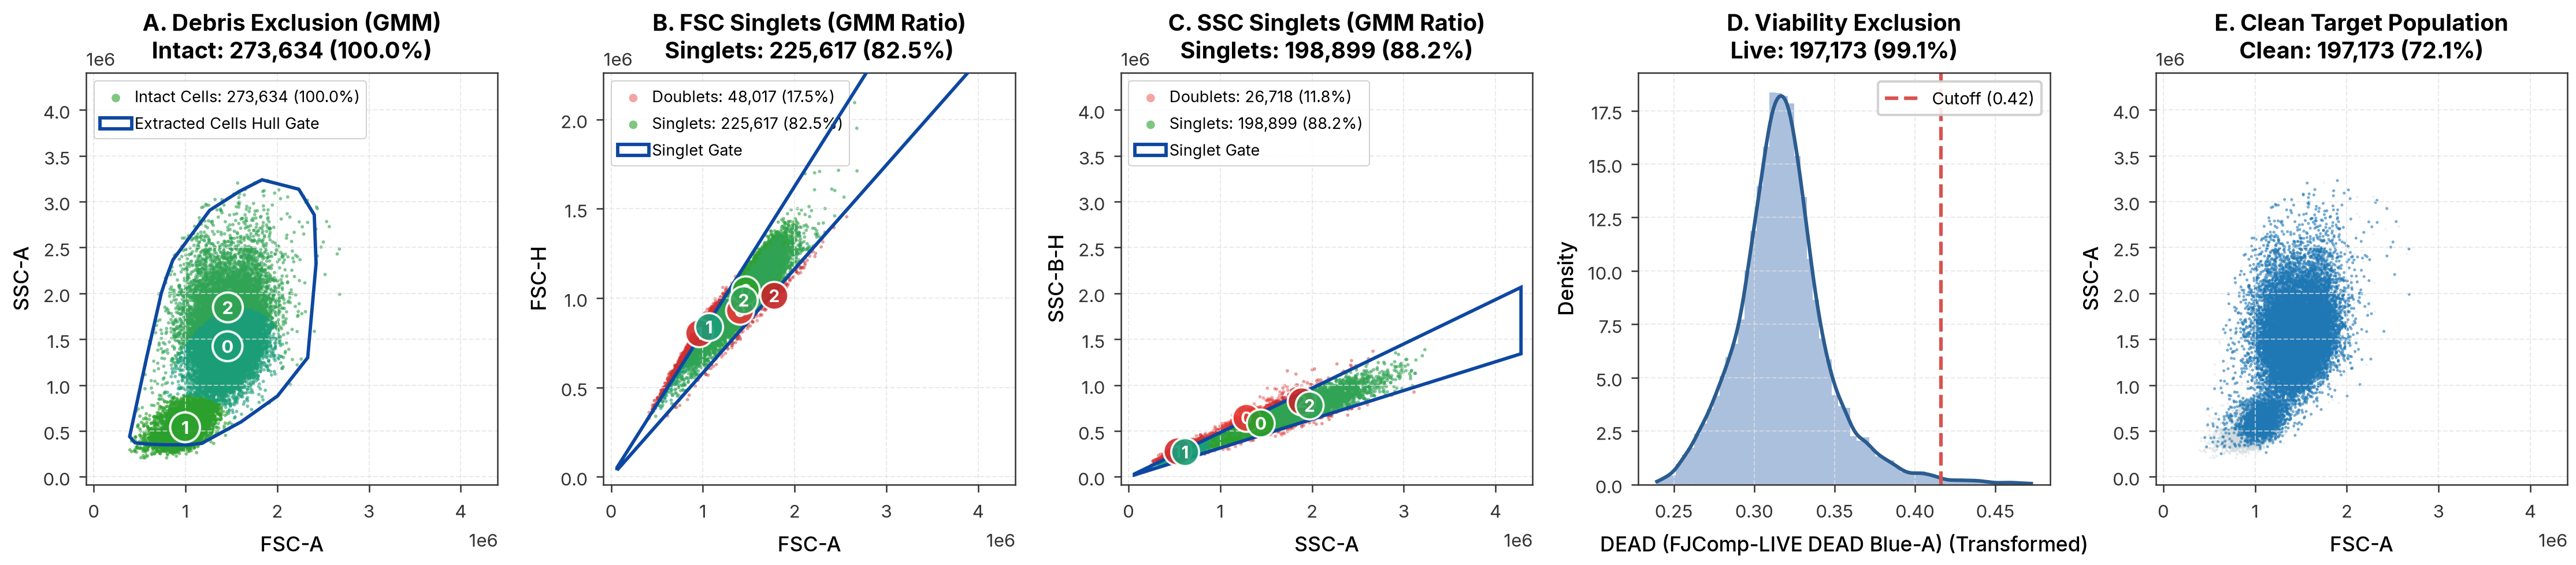 A. Debris Exclusion (GMM)
Intact: 273,634 (100.0%)
1e6
Intact Cells: 273,634 (100.0%)
Extracted Cells Hull Gate
4.0
3.5
3.0
2.5
2.0
1.5
1.0
0.5
0.0
SSC-A
2
0
1
0 1 2 3 4
FSC-A
1e6
B. FSC Singlets (GMM Ratio)
Singlets: 225,617 (82.5%)
1e6
Doublets: 48,017 (17.5%)
Singlets: 225,617 (82.5%)
Singlet Gate
2.0
1.5
1.0
0.5
0.0
FSC-H
1
2
2
0 1 2 3 4
FSC-A
1e6
C. SSC Singlets (GMM Ratio)
Singlets: 198,899 (88.2%)
1e6
Doublets: 26,718 (11.8%)
Singlets: 198,899 (88.2%)
Singlet Gate
4.0
3.5
3.0
2.5
2.0
1.5
1.0
0.5
0.0
SSC-B-H
1
0
2
0 1 2 3 4
SSC-A
1e6
D. Viability Exclusion
Live: 197,173 (99.1%)
Cutoff (0.42)
17.5
15.0
12.5
10.0
7.5
5.0
2.5
0.0
Density
0.25 0.30 0.35 0.40 0.45
DEAD (FJComp-LIVE DEAD Blue-A) (Transformed)
E. Clean Target Population
Clean: 197,173 (72.1%)
1e6
4.0
3.5
3.0
2.5
2.0
1.5
1.0
0.5
0.0
SSC-A
0 1 2 3 4
FSC-A
1e6